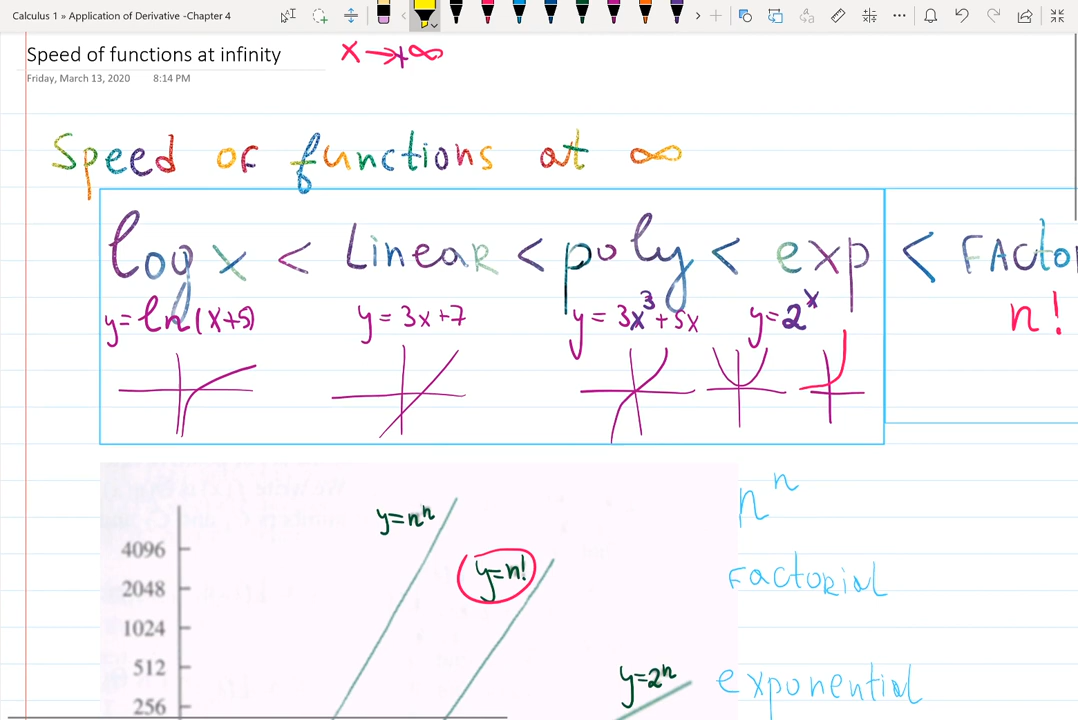 Calculus 1 » Application of Derivative -Chapter 4
Speed of functions at infinity
x → +∞
Friday, March 13, 2020 8:14 PM
Speed of functions at ∞
log x < Linear < poly < exp < FACTO
y = ln(x+5) y = 3x+7 y = 3x³+5x y = 2ˣ n!
nⁿ
y=nⁿ
4096
y=n!
Factorial
2048
1024
512
y=2ⁿ
exponential
256